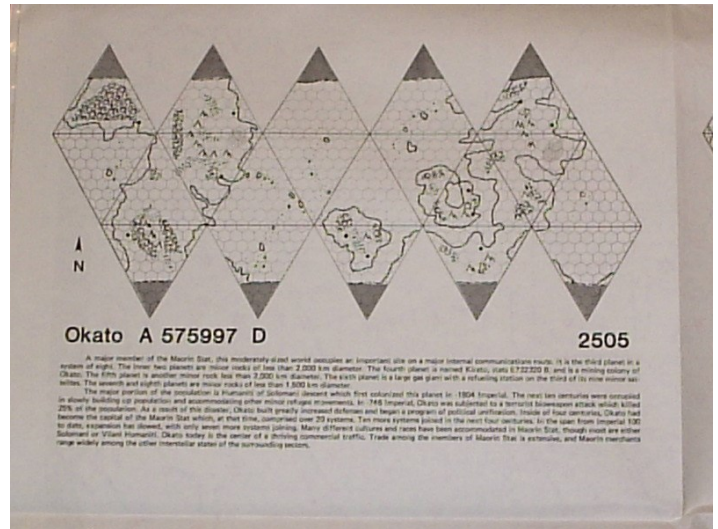 N
Okato A 575997 D 2505
A major member of the Maorin Stat, this moderately-sized world occupies an important site on a major internal communications route. It is the third planet in a
system of eight. The inner two planets are minor rocks of less than 2,000 km diameter. The fourth planet is named and is a mining colony of
Okato. The fifth planet is another minor rock less than 2,000 km diameter. The sixth planet is a large gas giant with a refueling station on the third of its nine minor sat-
ellites. The seventh and eighth planets are minor rocks of less than 1,500 km diameter.
The major portion of the population is Humaniti of Solomani descent which first colonized this planet in 1804 Imperial. The next ten centuries were occupied
in slowly building up population and accommodating other minor refugee movements. In Imperial, Okato was subjected to a terrorist bioweapon attack which killed
25% of the population. As a result of this disaster, Okato built greatly increased defenses and began a program of political unification. Inside of four centuries, Okato had
become the capital of the Maorin Stat which, at that time, comprised over 20 systems. Ten more systems joined in the next four centuries. In the span from Imperial 100
to date, expansion has slowed, with only seven more systems joining. Many different cultures and races have been accommodated in Maorin Stat, though most are either
Solomani or Vilani Humaniti. Okato today is the center of a thriving commercial traffic. Trade among the members of Maorin Stat is extensive, and Maorin merchants
range widely among the other interstellar states of the surrounding sectors.